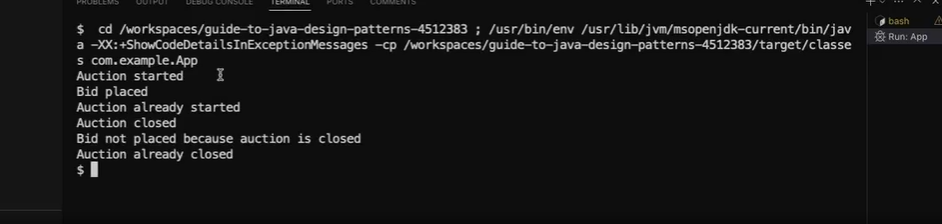 PROBLEMS OUTPUT DEBUG CONSOLE TERMINAL PORTS COMMENTS
$ cd /workspaces/guide-to-java-design-patterns-4512383 ; /usr/bin/env /usr/lib/jvm/msopenjdk-current/bin/jav
a -XX:+ShowCodeDetailsInExceptionMessages -cp /workspaces/guide-to-java-design-patterns-4512383/target/classe
s com.example.App
Auction started
Bid placed
Auction already started
Auction closed
Bid not placed because auction is closed
Auction already closed
$
bash
Run: App